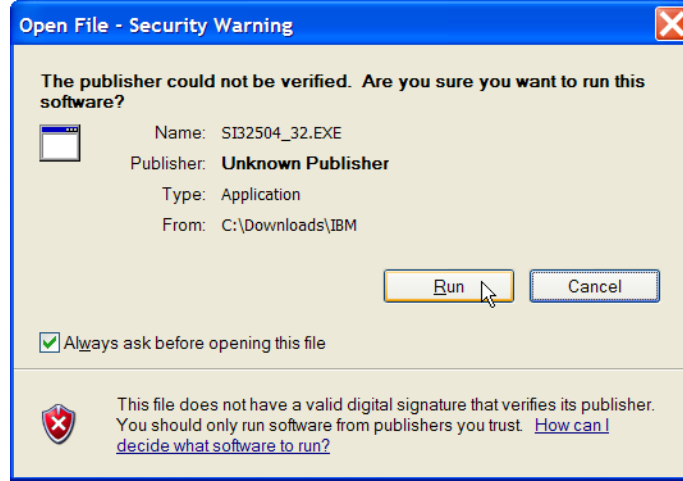 Open File - Security Warning
The publisher could not be verified. Are you sure you want to run this
software?
Name: SI32504_32.EXE
Publisher: Unknown Publisher
Type: Application
From: C:\Downloads\IBM
Run Cancel
Always ask before opening this file
This file does not have a valid digital signature that verifies its publisher.
You should only run software from publishers you trust. How can I
decide what software to run?